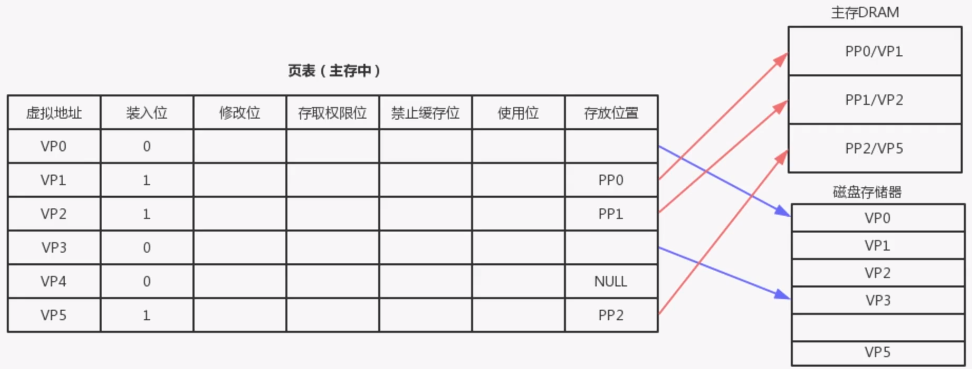 主存DRAM
PP0/VP1
PP1/VP2
PP2/VP5
页表（主存中）
虚拟地址 装入位 修改位 存取权限位 禁止缓存位 使用位 存放位置
VP0 0
VP1 1 PP0
VP2 1 PP1
VP3 0
VP4 0 NULL
VP5 1 PP2
磁盘存储器
VP0
VP1
VP2
VP3
VP5